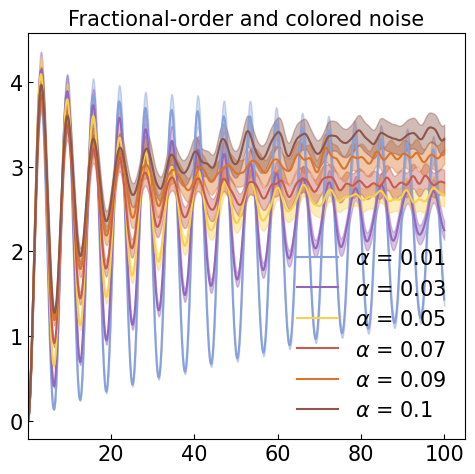 Fractional-order and colored noise
4
3
2
1
0
α = 0.01
α = 0.03
α = 0.05
α = 0.07
α = 0.09
α = 0.1
20 40 60 80 100